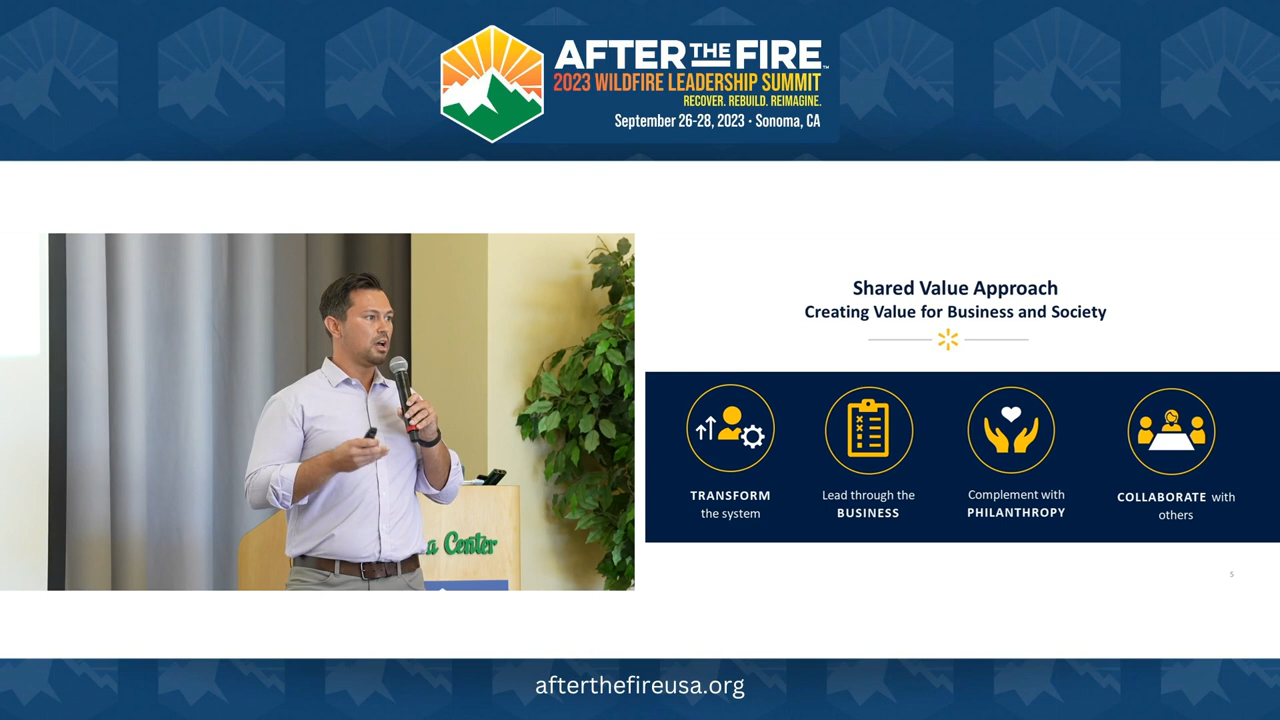 AFTER THE FIRE™
2023 WILDFIRE LEADERSHIP SUMMIT
RECOVER. REBUILD. REIMAGINE.
September 26-28, 2023 • Sonoma, CA
a Center
Shared Value Approach
Creating Value for Business and Society
TRANSFORM
the system
Lead through the
BUSINESS
Complement with
PHILANTHROPY
COLLABORATE with
others
5
afterthefireusa.org